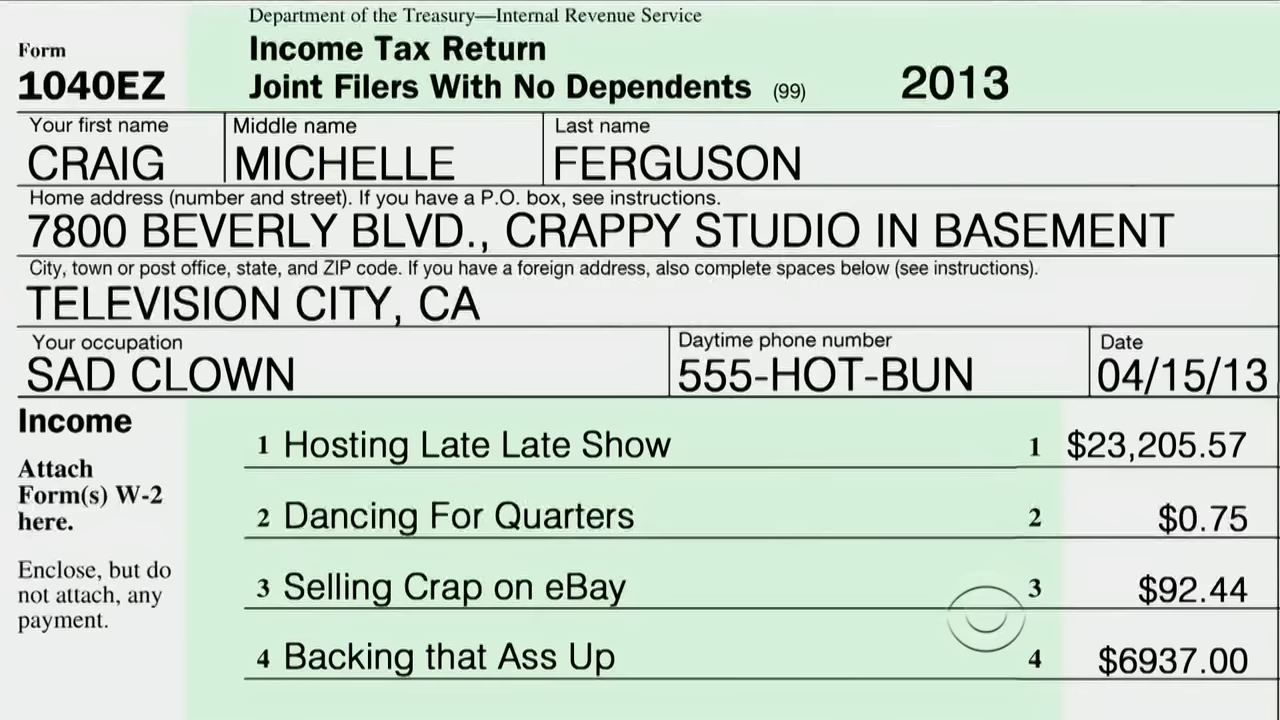 Department of the Treasury—Internal Revenue Service
Form
1040EZ
Income Tax Return
Joint Filers With No Dependents (99)
2013
Your first name Middle name Last name
CRAIG MICHELLE FERGUSON
Home address (number and street). If you have a P.O. box, see instructions.
7800 BEVERLY BLVD., CRAPPY STUDIO IN BASEMENT
City, town or post office, state, and ZIP code. If you have a foreign address, also complete spaces below (see instructions).
TELEVISION CITY, CA
Your occupation Daytime phone number Date
SAD CLOWN 555-HOT-BUN 04/15/13
Income
Attach
Form(s) W-2
here.
Enclose, but do
not attach, any
payment.
1 Hosting Late Late Show 1 $23,205.57
2 Dancing For Quarters 2 $0.75
3 Selling Crap on eBay 3 $92.44
4 Backing that Ass Up 4 $6937.00